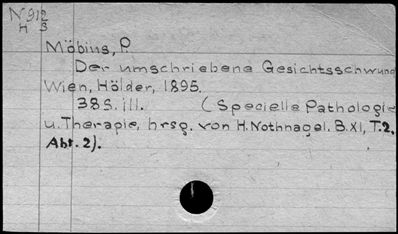 N 912
H 3
Möbius, P.
Der umschriebene Gesichtsschwund
Wien, Hölder, 1895.
38 S. ill. (Specielle Pathologie
u. Therapie, hrsg. von H. Nothnagel. B. XI, T. 2,
Abt. 2).